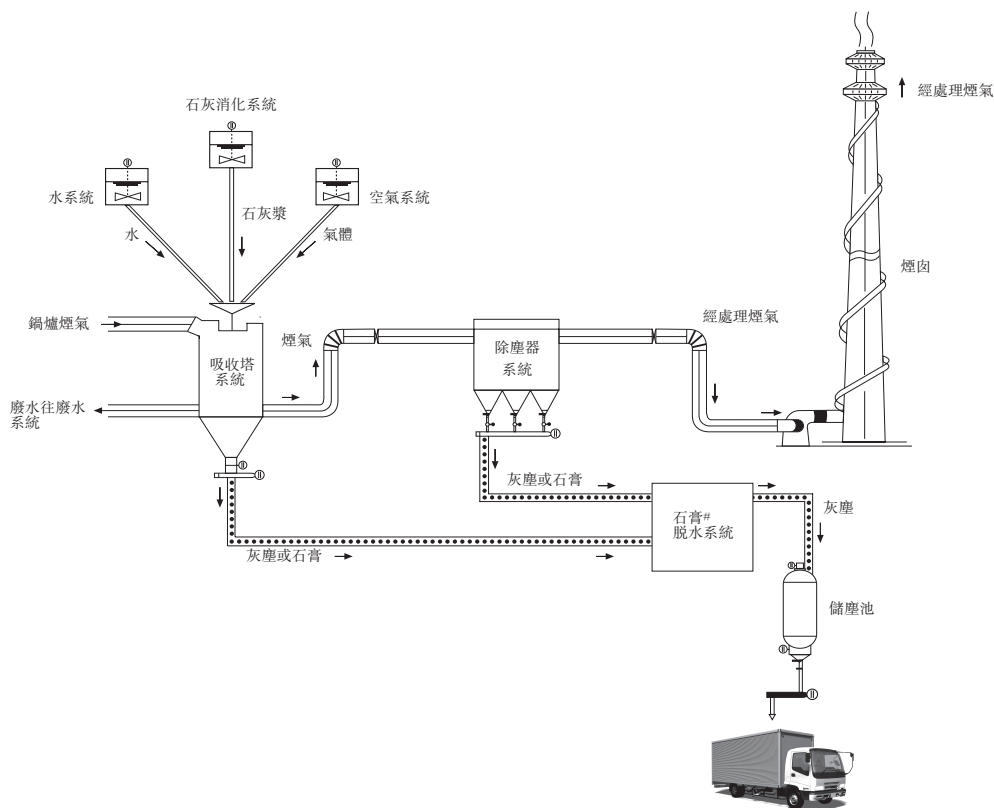 經處理煙氣
石灰消化系統
水系統
空氣系統
石灰漿
水
氣體
煙囪
鍋爐煙氣
煙氣
經處理煙氣
除塵器
系統
吸收塔
系統
廢水往廢水
系統
灰塵或石膏
灰塵
石膏#
脱水系統
灰塵或石膏
儲塵池